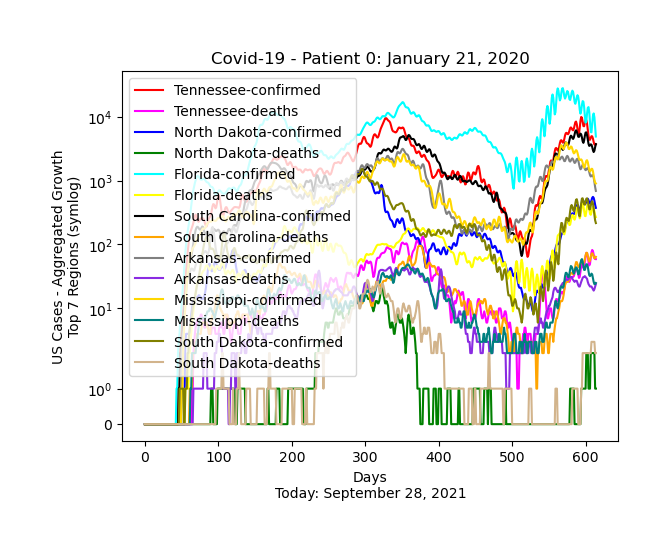 Covid-19 - Patient 0: January 21, 2020
US Cases - Aggregated Growth
Top 7 Regions (symlog)
10^4
10^3
10^2
10^1
10^0
0
Tennessee-confirmed
Tennessee-deaths
North Dakota-confirmed
North Dakota-deaths
Florida-confirmed
Florida-deaths
South Carolina-confirmed
South Carolina-deaths
Arkansas-confirmed
Arkansas-deaths
Mississippi-confirmed
Mississippi-deaths
South Dakota-confirmed
South Dakota-deaths
0 100 200 300 400 500 600
Days
Today: September 28, 2021